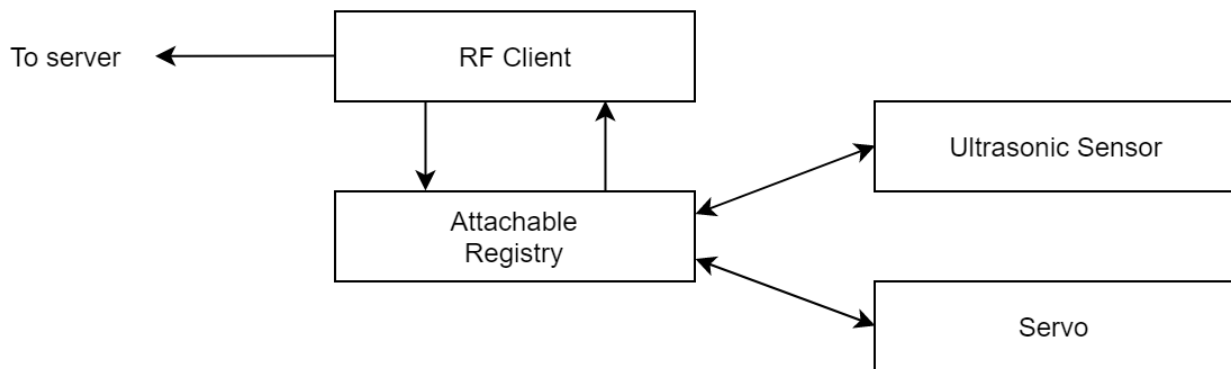 To server
RF Client
Ultrasonic Sensor
Attachable
Registry
Servo